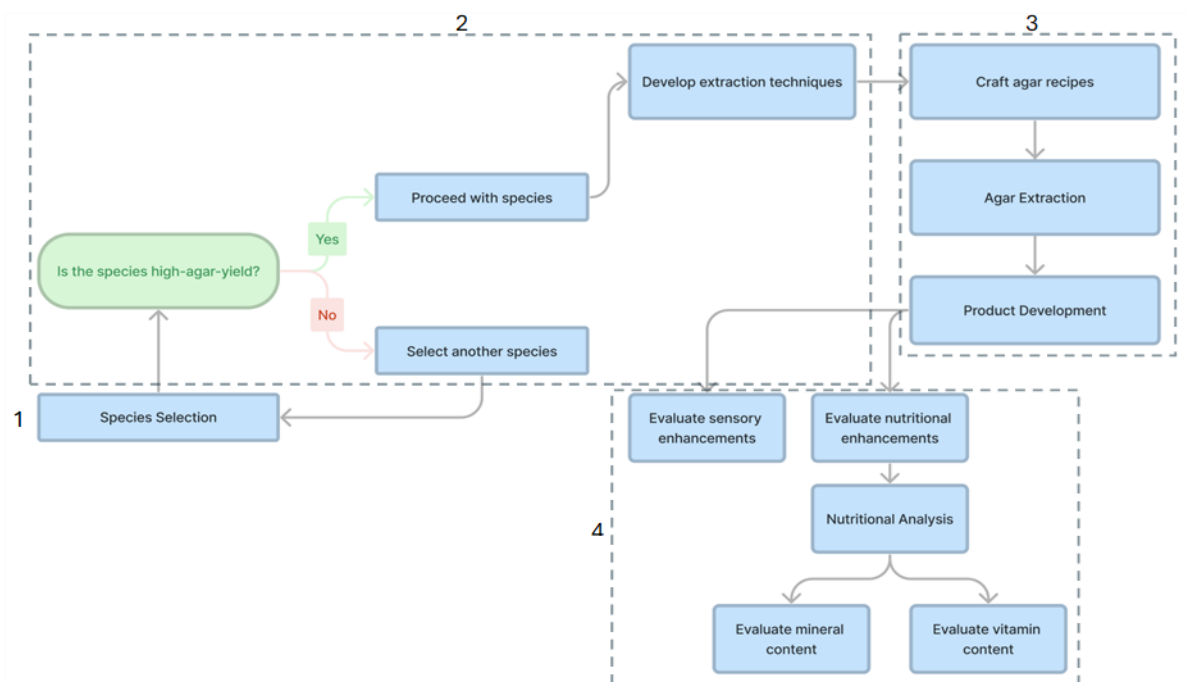 2
3
Develop extraction techniques
Craft agar recipes
Proceed with species
Agar Extraction
Yes
Is the species high-agar-yield?
No
Product Development
Select another species
1
Species Selection
Evaluate sensory
enhancements
Evaluate nutritional
enhancements
4
Nutritional Analysis
Evaluate mineral
content
Evaluate vitamin
content